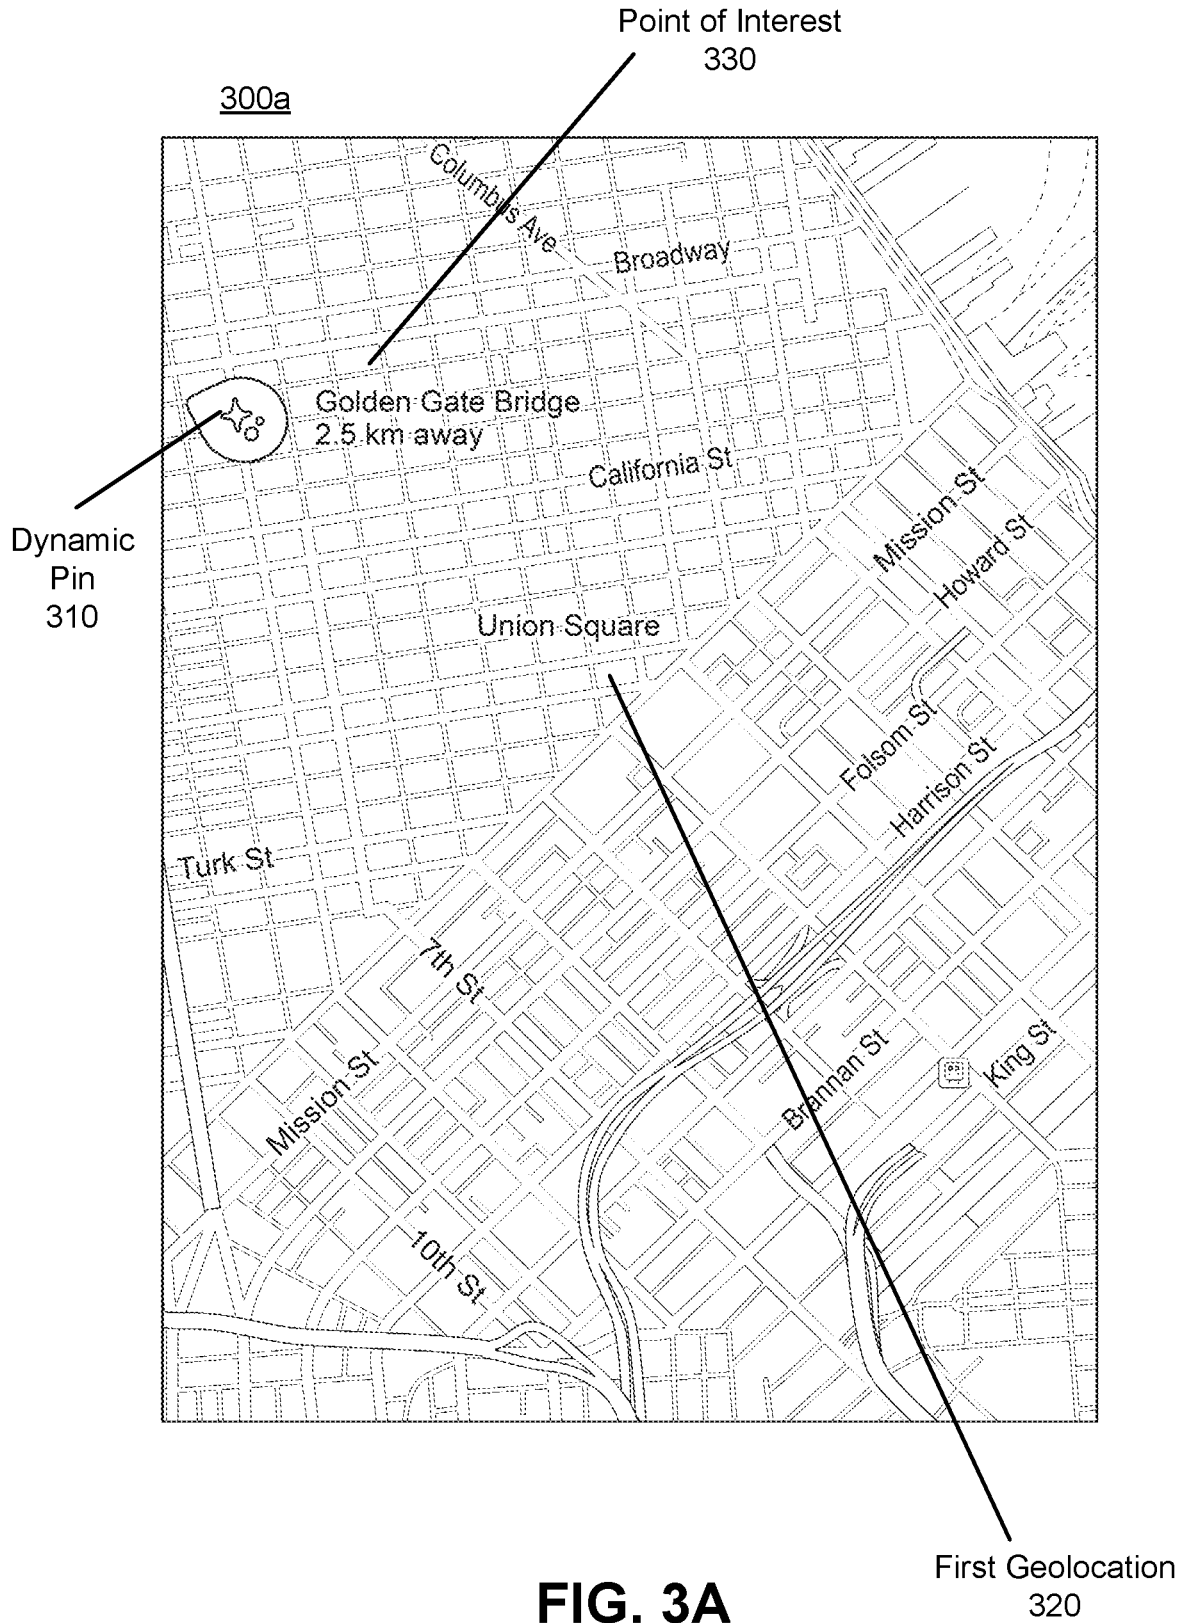 Point of Interest
330
300a
Columbus Ave
Broadway
Golden Gate Bridge
2.5 km away
California St
Mission St
Howard St
Dynamic
Pin
310
Union Square
Folsom St
Harrison St
Turk St
7th St
Mission St
Brannan St
King St
10th St
First Geolocation
320
FIG. 3A